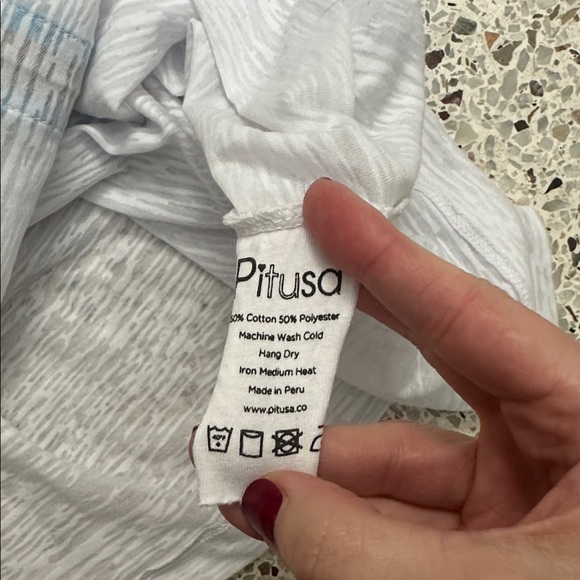 Pitusa
50% Cotton 50% Polyester
Machine Wash Cold
Hang Dry
Iron Medium Heat
Made in Peru
www.pitusa.co